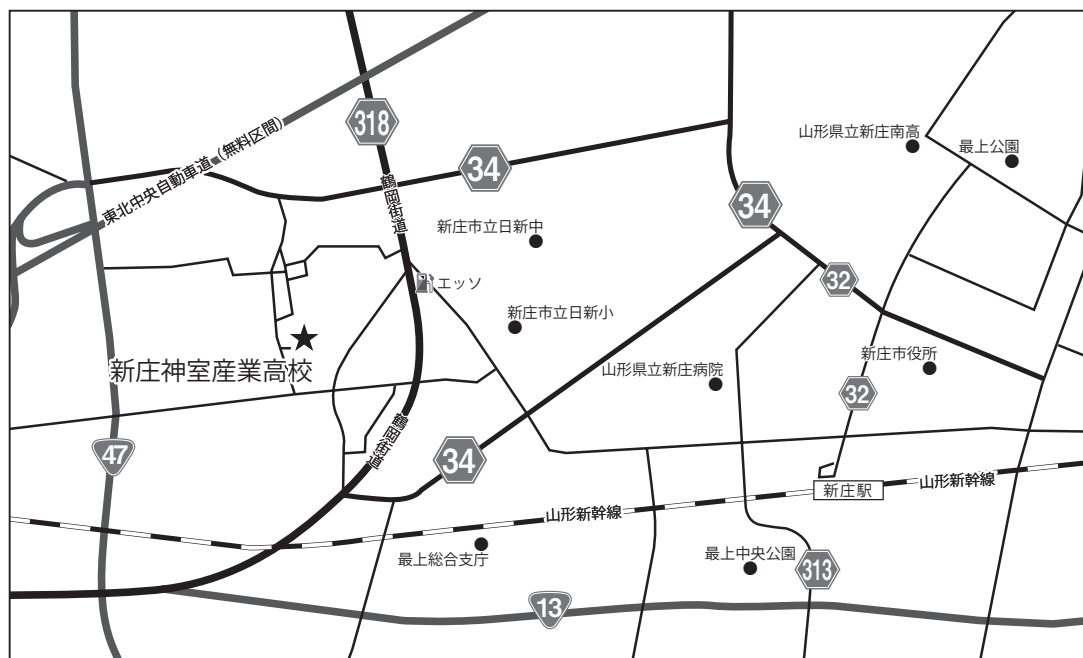 318
34
山形県立新庄南高
最上公園
東北中央自動車道（無料区間）
鶴岡街道
34
新庄市立日新中
エッソ
32
新庄市立日新小
新庄神室産業高校
山形県立新庄病院
新庄市役所
32
鶴岡街道
47
34
新庄駅
山形新幹線
山形新幹線
最上総合支庁
最上中央公園
313
13